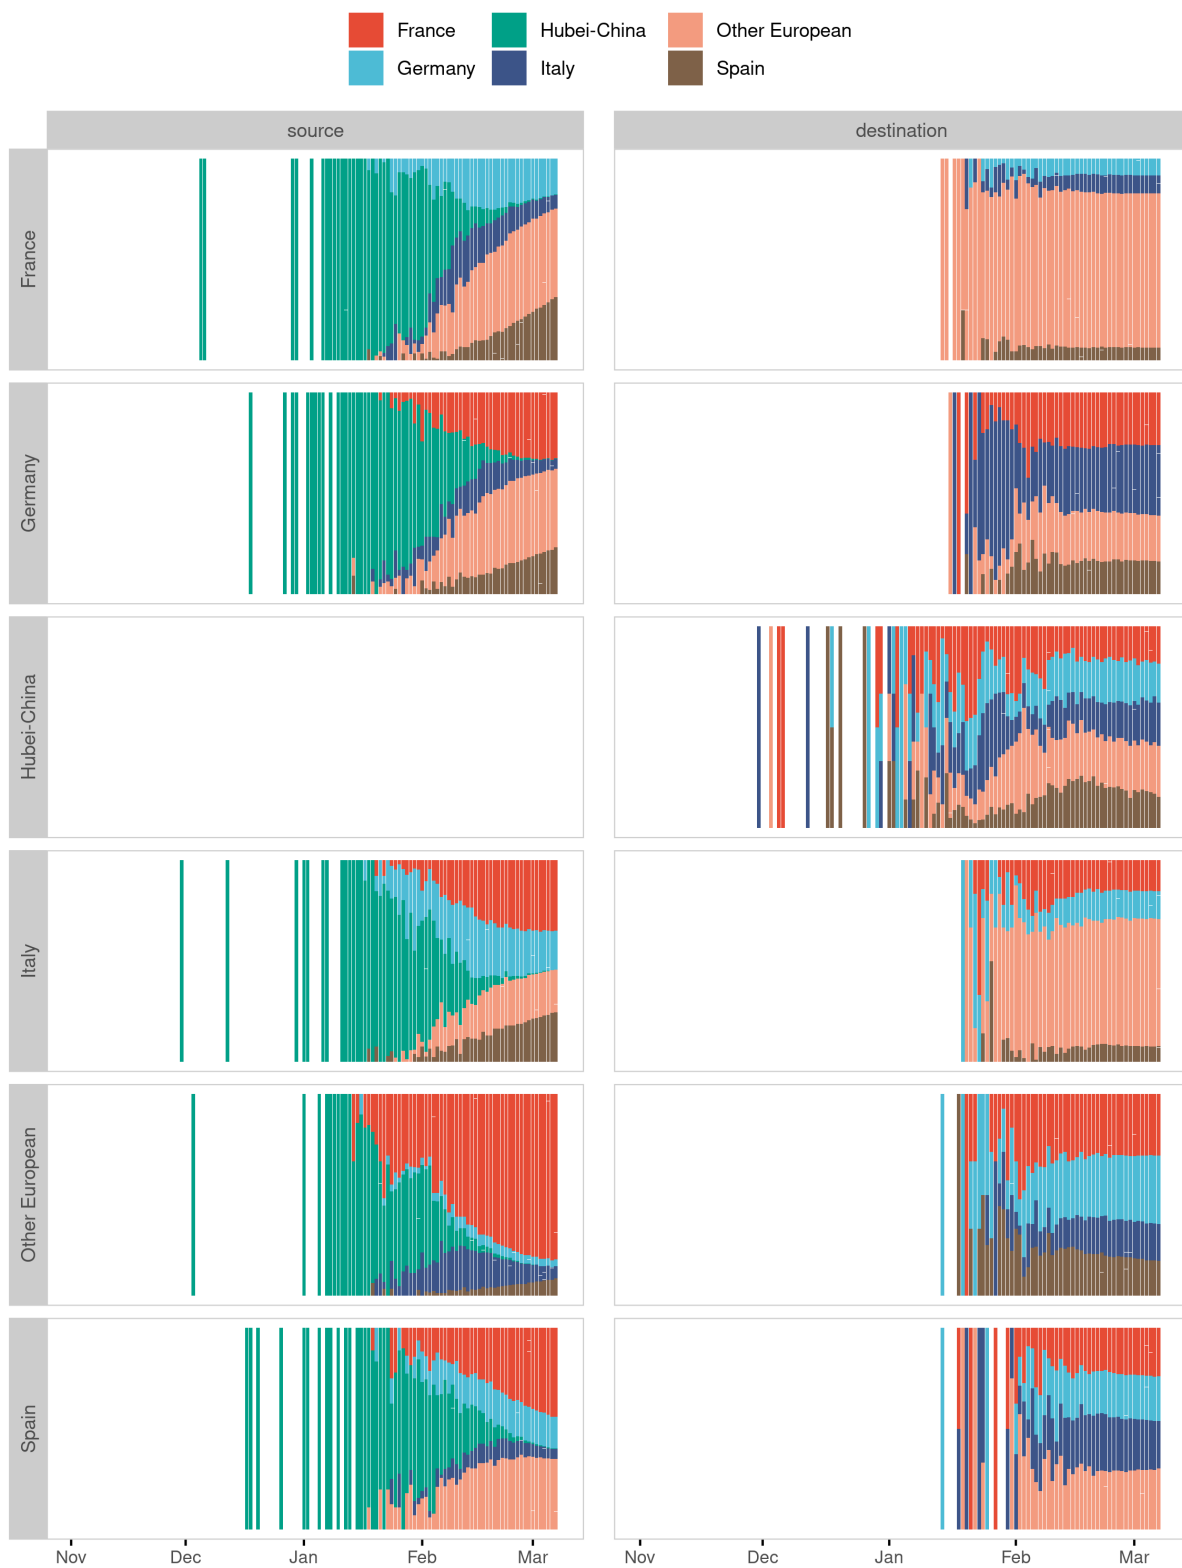 France Hubei-China Other European
Germany Italy Spain
source destination
France
Germany
Hubei-China
Italy
Other European
Spain
Nov Dec Jan Feb Mar Nov Dec Jan Feb Mar